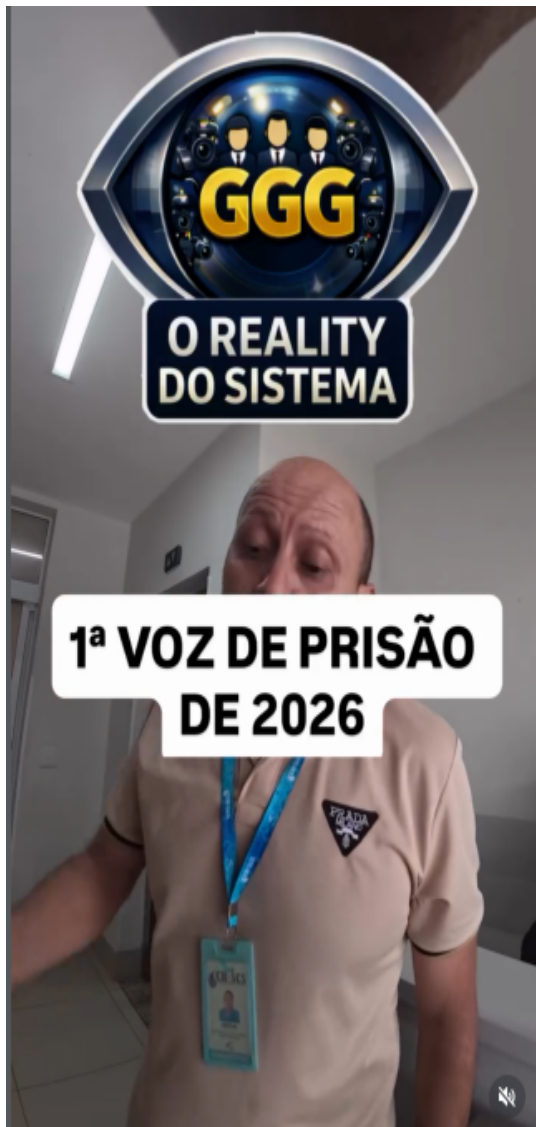 GGG
O REALITY
DO SISTEMA
1ª VOZ DE PRISÃO
DE 2026
PRADA